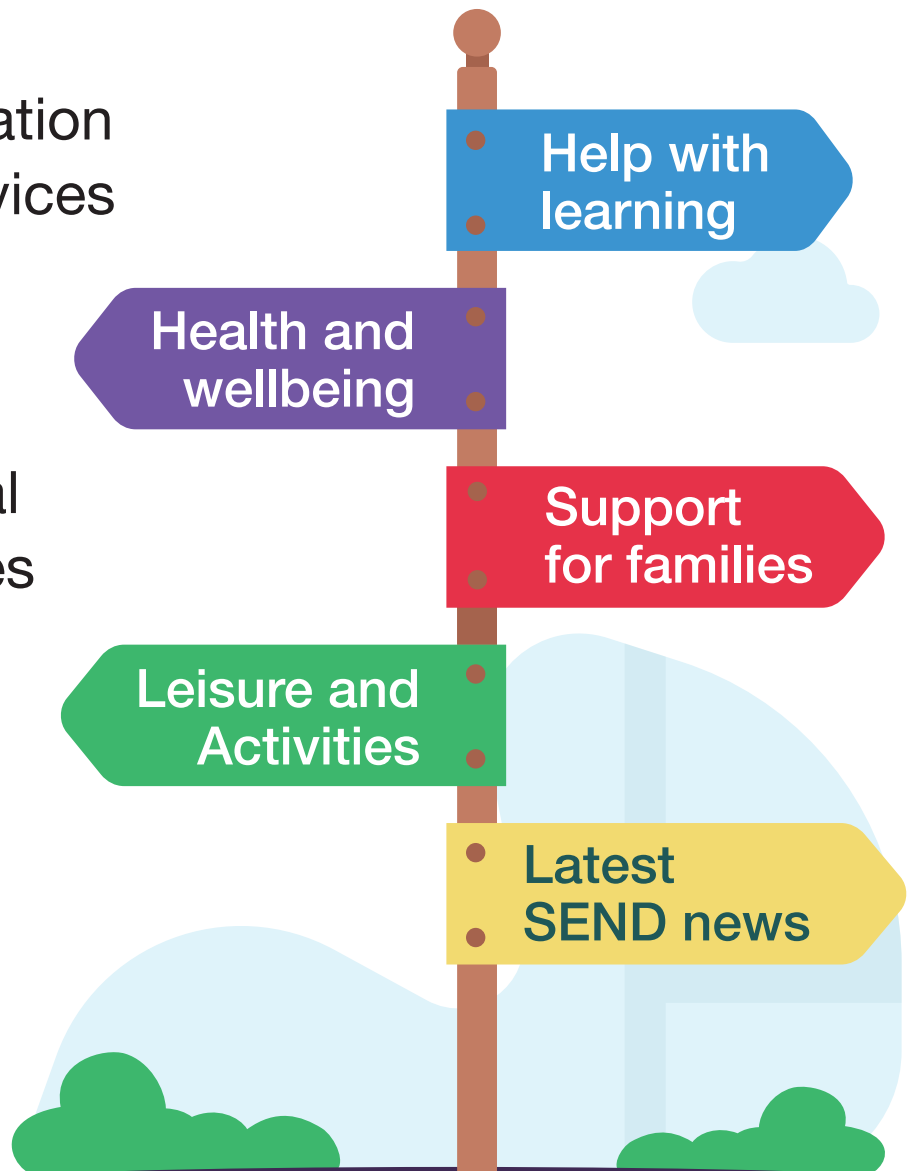 Help with
learning
Health and
wellbeing
Support
for families
Leisure and
Activities
Latest
SEND news